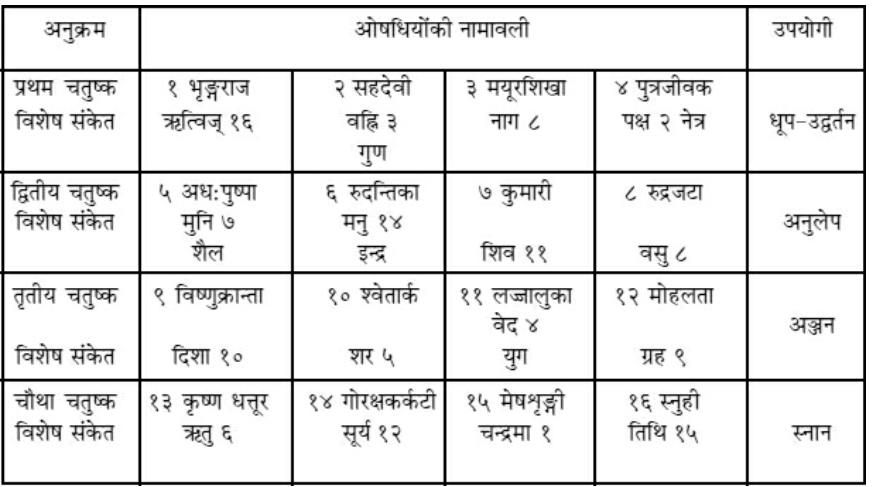 अनुक्रम ओषधियोंकी नामावली उपयोगी
प्रथम चतुष्क १ भृङ्गराज २ सहदेवी ३ मयूरशिखा ४ पुत्रजीवक
विशेष संकेत ऋत्विज् १६ वह्नि ३ नाग ८ पक्ष २ नेत्र धूप-उद्वर्तन
गुण
द्वितीय चतुष्क ५ अध:पुष्पा ६ रुदन्तिका ७ कुमारी ८ रुद्रजटा
विशेष संकेत मुनि ७ मनु १४ अनुलेप
शैल इन्द्र शिव ११ वसु ८
तृतीय चतुष्क ९ विष्णुक्रान्ता १० श्वेतार्क ११ लज्जालुका १२ मोहलता
वेद ४ अञ्जन
विशेष संकेत दिशा १० शर ५ युग ग्रह ९
चौथा चतुष्क १३ कृष्ण धत्तूर १४ गोरक्षकर्कटी १५ मेषशृङ्गी १६ स्नुही
विशेष संकेत ऋतु ६ सूर्य १२ चन्द्रमा १ तिथि १५ स्नान